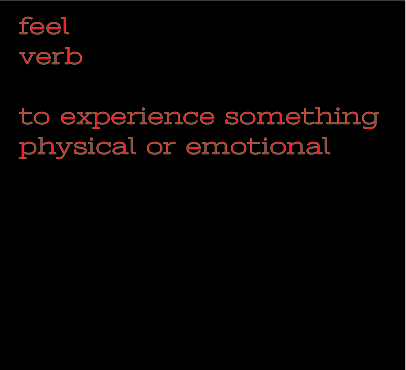 feel
verb
to experience something
physical or emotional